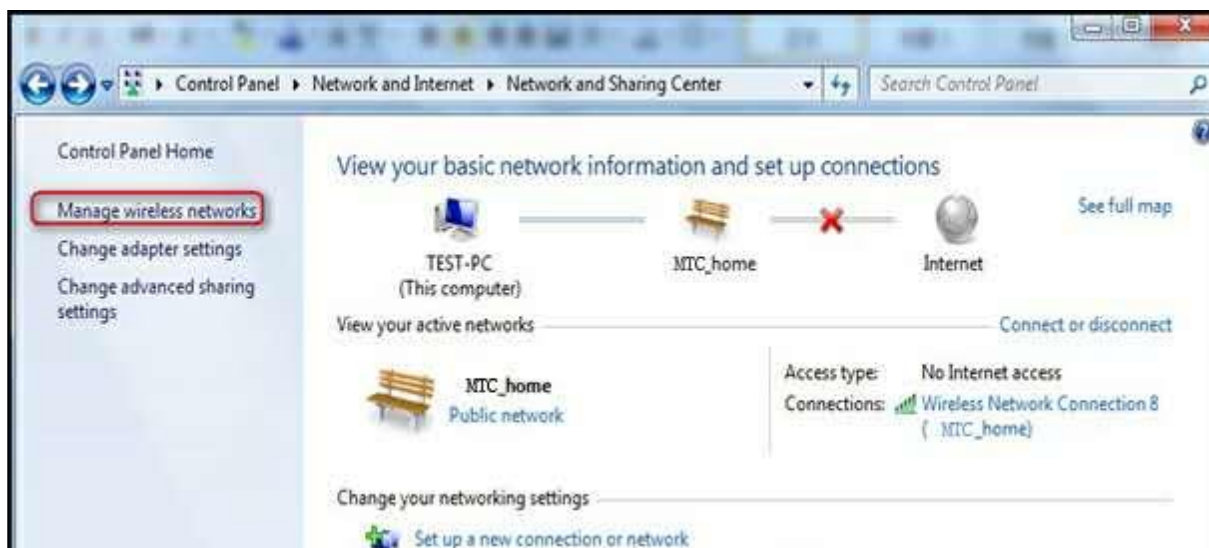 Control Panel Network and Internet Network and Sharing Center
Search Control Panel
Control Panel Home
Manage wireless networks
Change adapter settings
Change advanced sharing
settings
View your basic network information and set up connections
See full map
TEST-PC
(This computer)
MTC_home
Internet
View your active networks
Connect or disconnect
MTC_home
Public network
Access type: No Internet access
Connections: Wireless Network Connection 8
( MTC_home)
Change your networking settings
Set up a new connection or network